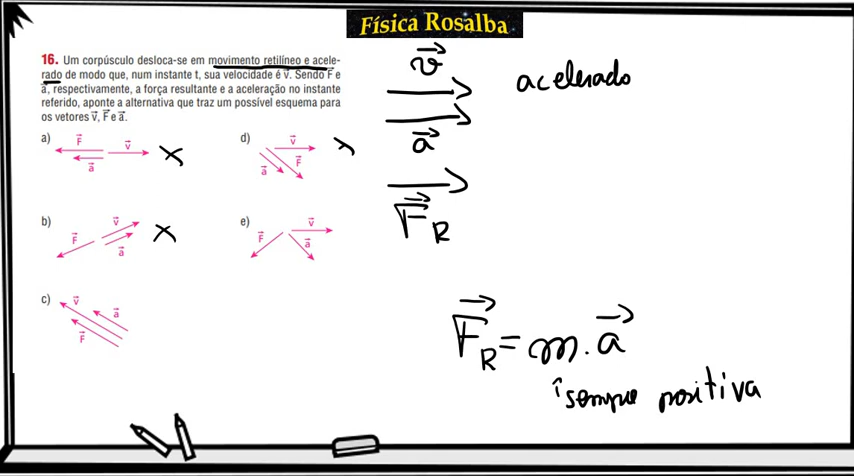 Física Rosalba
16. Um corpúsculo desloca-se em movimento retilíneo e acele-
rado de modo que, num instante t, sua velocidade é v⃗. Sendo F⃗ e
a⃗, respectivamente, a força resultante e a aceleração no instante
referido, aponte a alternativa que traz um possível esquema para
os vetores v⃗, F⃗ e a⃗.
a) F⃗ v⃗ a⃗ X
b) F⃗ v⃗ a⃗ X
c) v⃗ a⃗ F⃗
d) v⃗ a⃗ F⃗ X
e) F⃗ v⃗ a⃗
v⃗ acelerado
a⃗
F⃗R
F⃗R = m . a⃗
sempre positiva